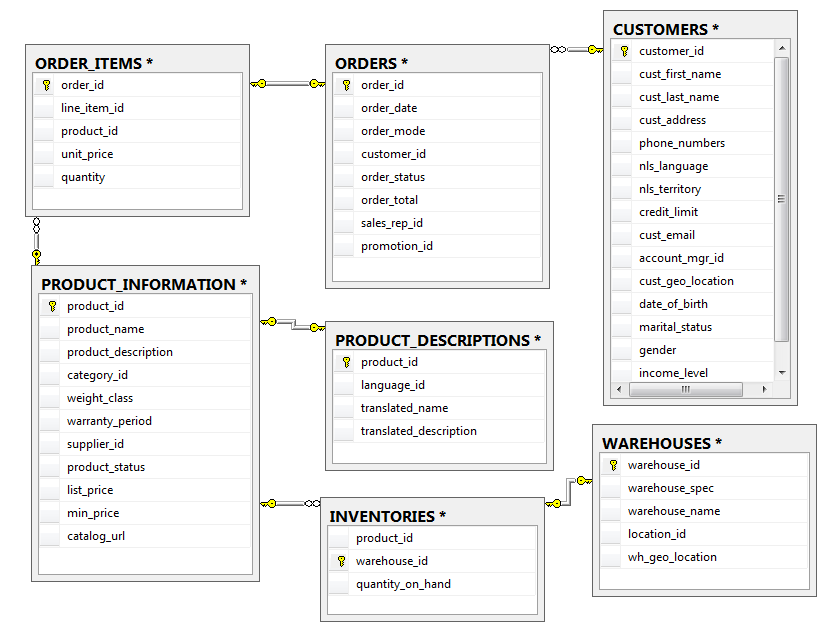 ORDER_ITEMS *
order_id
line_item_id
product_id
unit_price
quantity
ORDERS *
order_id
order_date
order_mode
customer_id
order_status
order_total
sales_rep_id
promotion_id
CUSTOMERS *
customer_id
cust_first_name
cust_last_name
cust_address
phone_numbers
nls_language
nls_territory
credit_limit
cust_email
account_mgr_id
cust_geo_location
date_of_birth
marital_status
gender
income_level
PRODUCT_INFORMATION *
product_id
product_name
product_description
category_id
weight_class
warranty_period
supplier_id
product_status
list_price
min_price
catalog_url
PRODUCT_DESCRIPTIONS *
product_id
language_id
translated_name
translated_description
INVENTORIES *
product_id
warehouse_id
quantity_on_hand
WAREHOUSES *
warehouse_id
warehouse_spec
warehouse_name
location_id
wh_geo_location